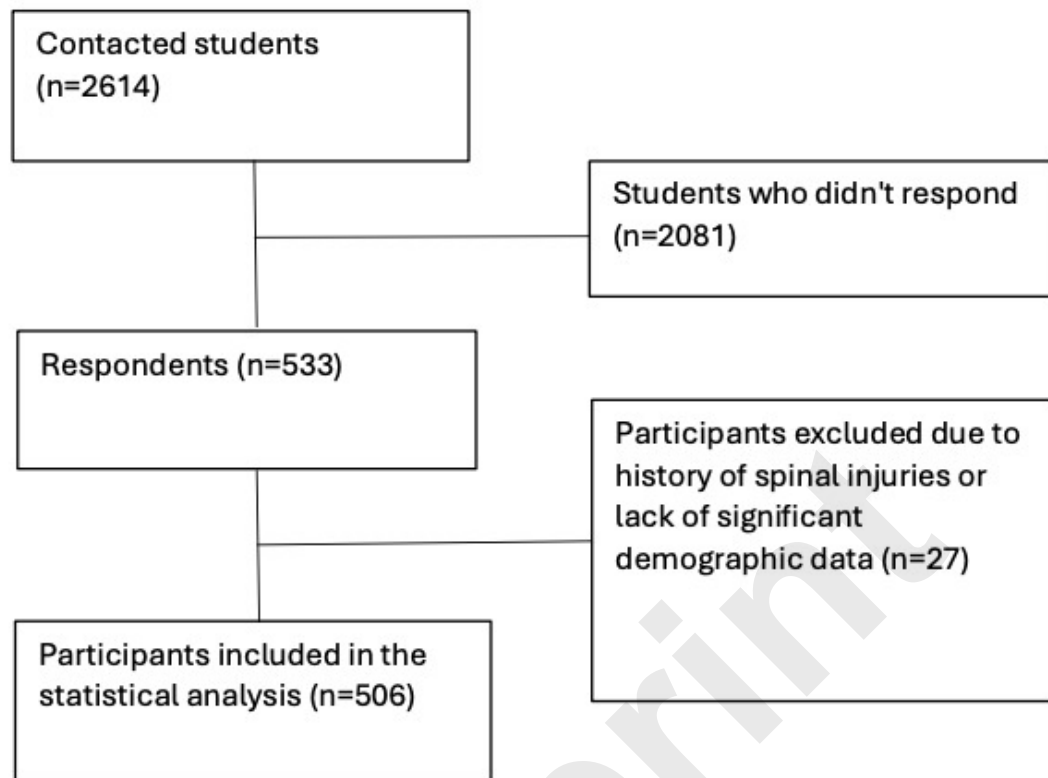 Contacted students
(n=2614)
Students who didn't respond
(n=2081)
Respondents (n=533)
Participants excluded due to
history of spinal injuries or
lack of significant
demographic data (n=27)
Participants included in the
statistical analysis (n=506)
print